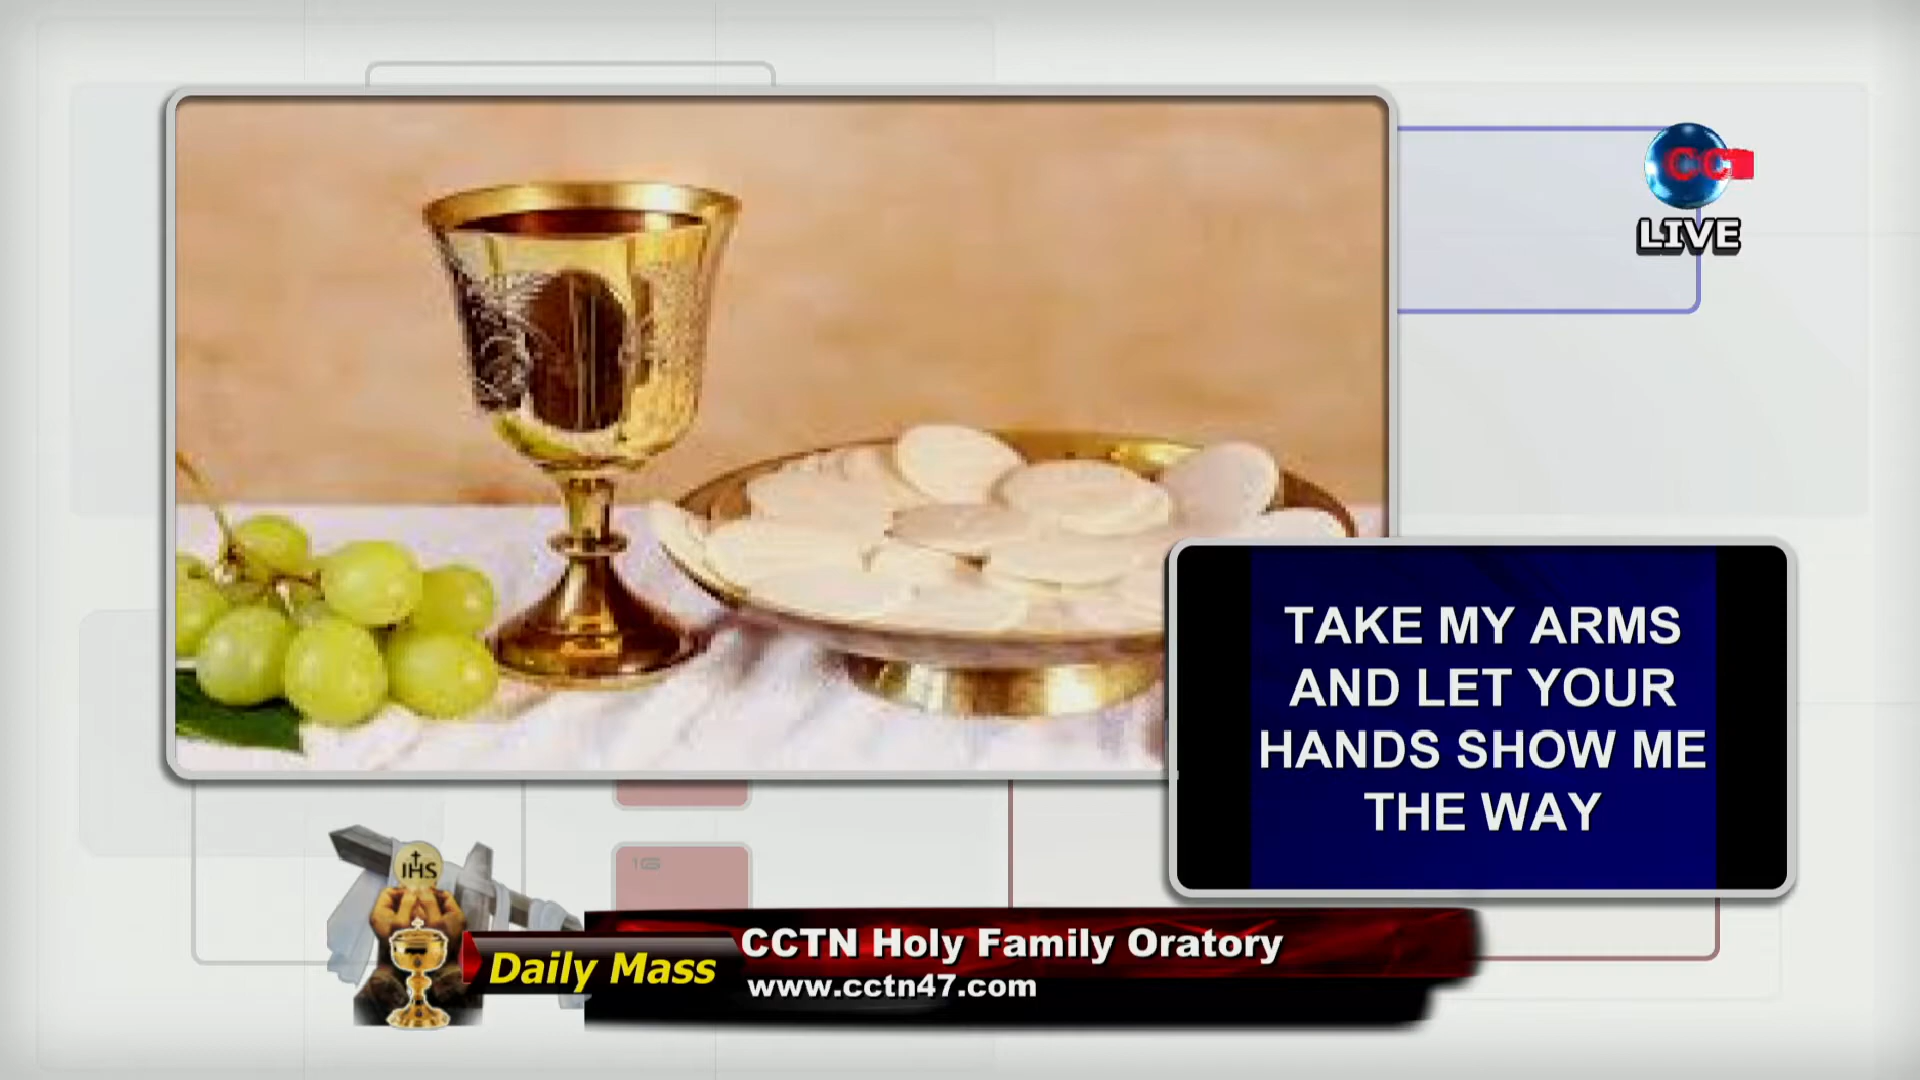 CC
LIVE
TAKE MY ARMS
AND LET YOUR
HANDS SHOW ME
THE WAY
IHS
Daily Mass
CCTN Holy Family Oratory
www.cctn47.com